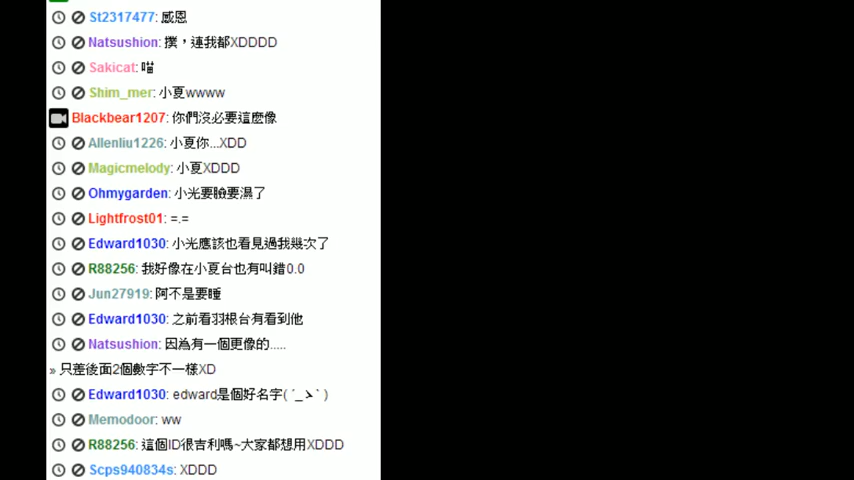 St2317477: 感恩
Natsushion: 撲，連我都XDDDD
Sakicat: 喵
Shim_mer: 小夏wwww
Blackbear1207: 你們沒必要這麼像
Allenliu1226: 小夏你...XDD
Magicmelody: 小夏XDDD
Ohmygarden: 小光要臉要濕了
Lightfrost01: =.=
Edward1030: 小光應該也看見過我幾次了
R88256: 我好像在小夏台也有叫錯0.0
Jun27919: 阿不是要睡
Edward1030: 之前看羽根台有看到他
Natsushion: 因為有一個更像的.....
» 只差後面2個數字不一樣XD
Edward1030: edward是個好名字( ´_ゝ` )
Memodoor: ww
R88256: 這個ID很吉利嗎~大家都想用XDDD
Scps940834s: XDDD